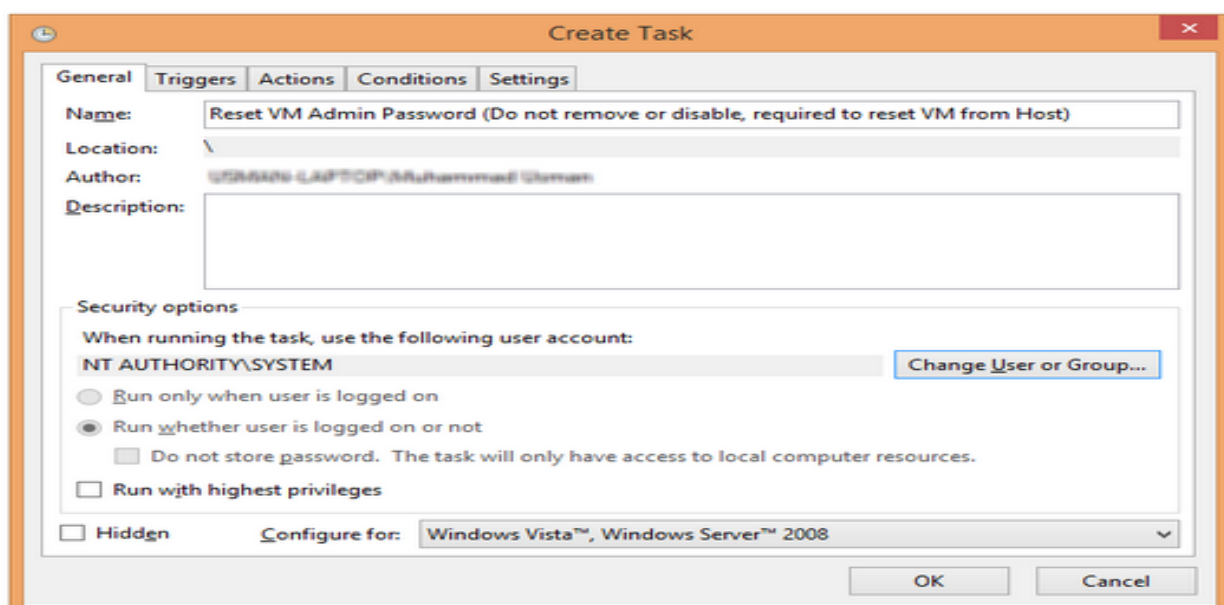 Create Task
General Triggers Actions Conditions Settings
Name: Reset VM Admin Password (Do not remove or disable, required to reset VM from Host)
Location: \
Author:
Description:
Security options
When running the task, use the following user account:
NT AUTHORITY\SYSTEM Change User or Group...
Run only when user is logged on
Run whether user is logged on or not
Do not store password. The task will only have access to local computer resources.
Run with highest privileges
Hidden Configure for: Windows Vista™, Windows Server™ 2008
OK Cancel